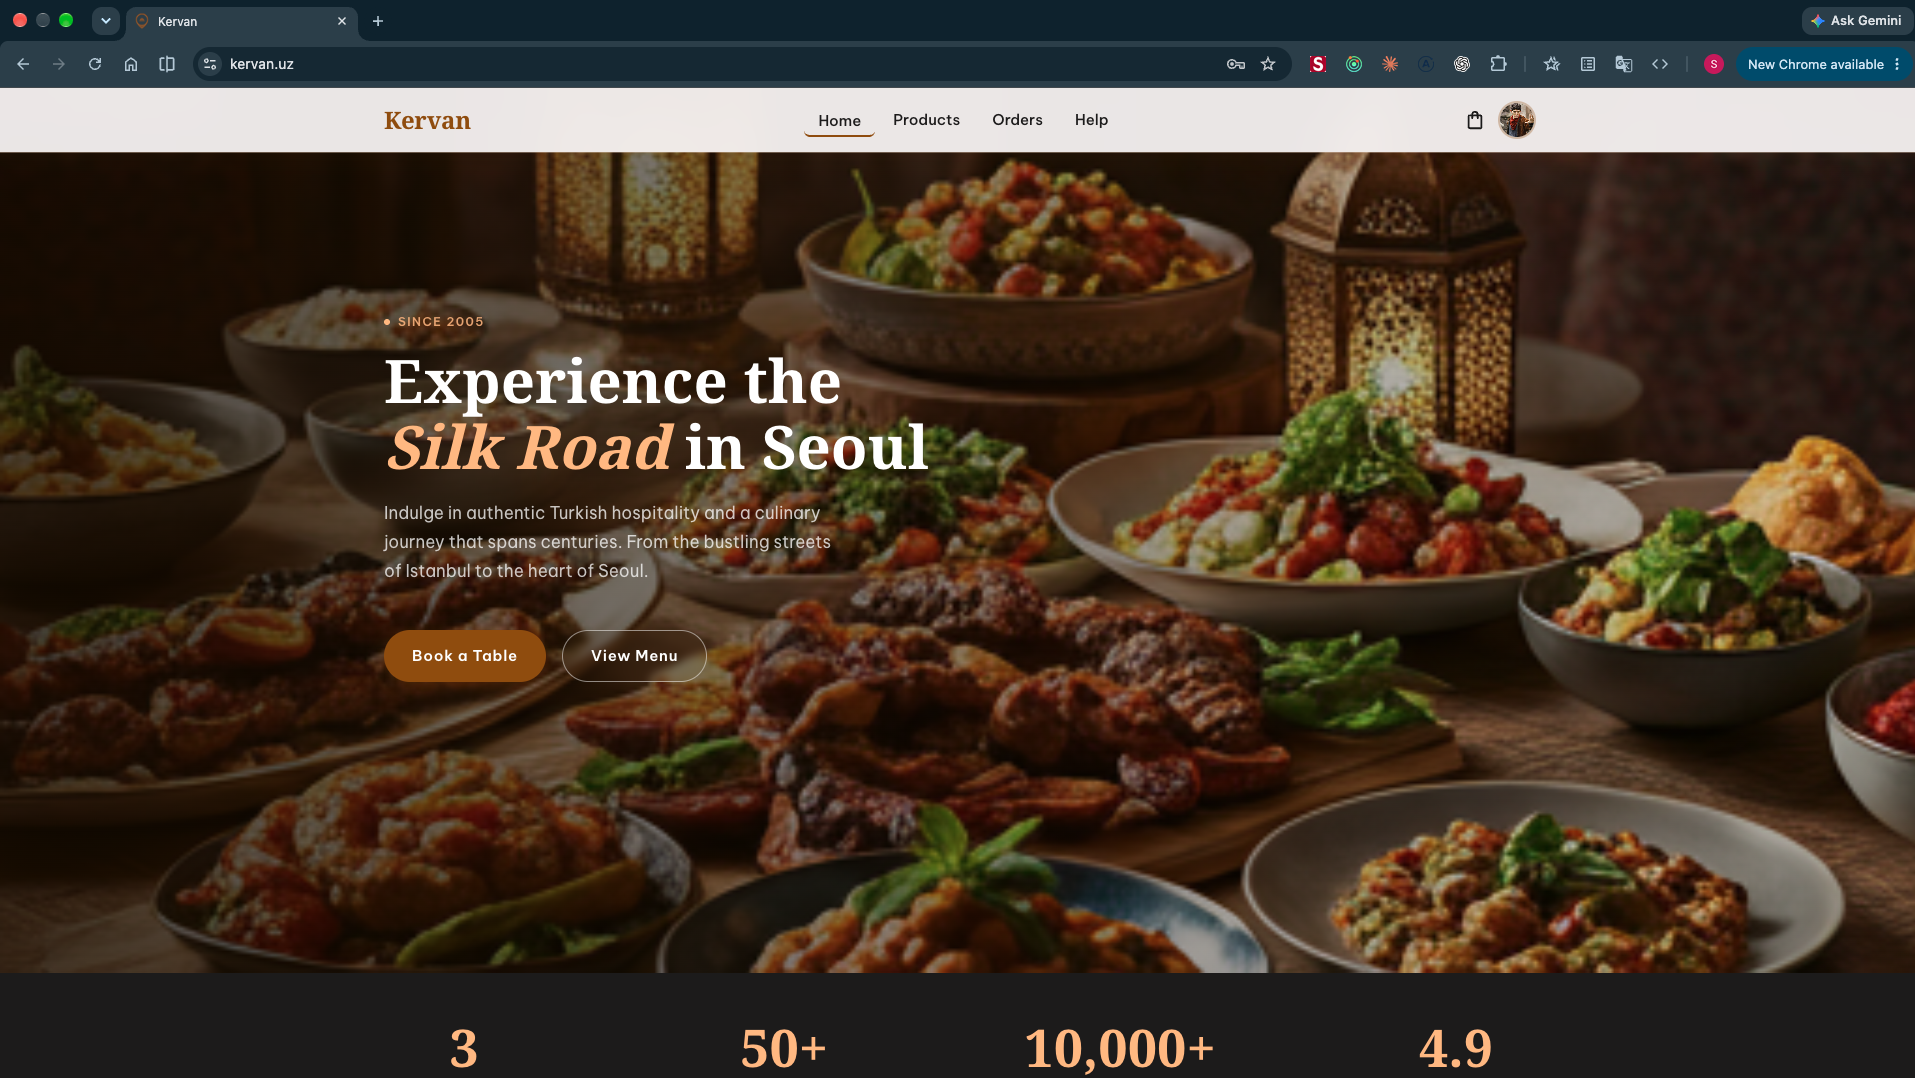 Kervan
Ask Gemini
kervan.uz
S
A
S
New Chrome available
Kervan
Home
Products
Orders
Help
SINCE 2005
Experience the
Silk Road in Seoul
Indulge in authentic Turkish hospitality and a culinary
journey that spans centuries. From the bustling streets
of Istanbul to the heart of Seoul.
Book a Table
View Menu
3
50+
10,000+
4.9